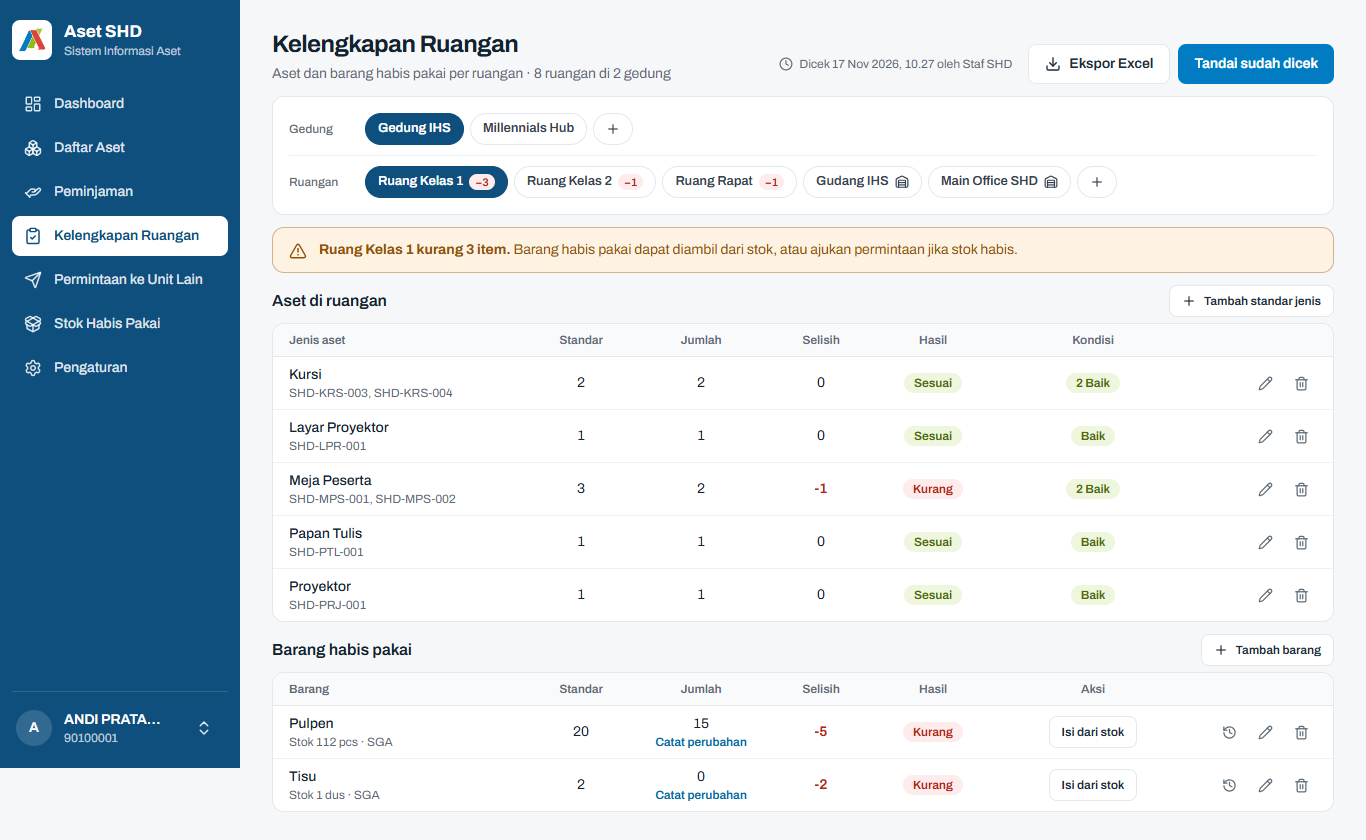 Aset SHD
Sistem Informasi Aset
Dashboard
Daftar Aset
Peminjaman
Kelengkapan Ruangan
Permintaan ke Unit Lain
Stok Habis Pakai
Pengaturan
A
ANDI PRATA...
90100001
Kelengkapan Ruangan
Aset dan barang habis pakai per ruangan · 8 ruangan di 2 gedung
Dicek 17 Nov 2026, 10.27 oleh Staf SHD
Ekspor Excel
Tandai sudah dicek
Gedung
Gedung IHS
Millennials Hub
+
Ruangan
Ruang Kelas 1 −3
Ruang Kelas 2 −1
Ruang Rapat −1
Gudang IHS
Main Office SHD
+
Ruang Kelas 1 kurang 3 item. Barang habis pakai dapat diambil dari stok, atau ajukan permintaan jika stok habis.
Aset di ruangan
+ Tambah standar jenis
Jenis aset Standar Jumlah Selisih Hasil Kondisi
Kursi
SHD-KRS-003, SHD-KRS-004
2 2 0 Sesuai 2 Baik
Layar Proyektor
SHD-LPR-001
1 1 0 Sesuai Baik
Meja Peserta
SHD-MPS-001, SHD-MPS-002
3 2 -1 Kurang 2 Baik
Papan Tulis
SHD-PTL-001
1 1 0 Sesuai Baik
Proyektor
SHD-PRJ-001
1 1 0 Sesuai Baik
Barang habis pakai
+ Tambah barang
Barang Standar Jumlah Selisih Hasil Aksi
Pulpen
Stok 112 pcs · SGA
20
15
Catat perubahan
-5 Kurang Isi dari stok
Tisu
Stok 1 dus · SGA
2
0
Catat perubahan
-2 Kurang Isi dari stok